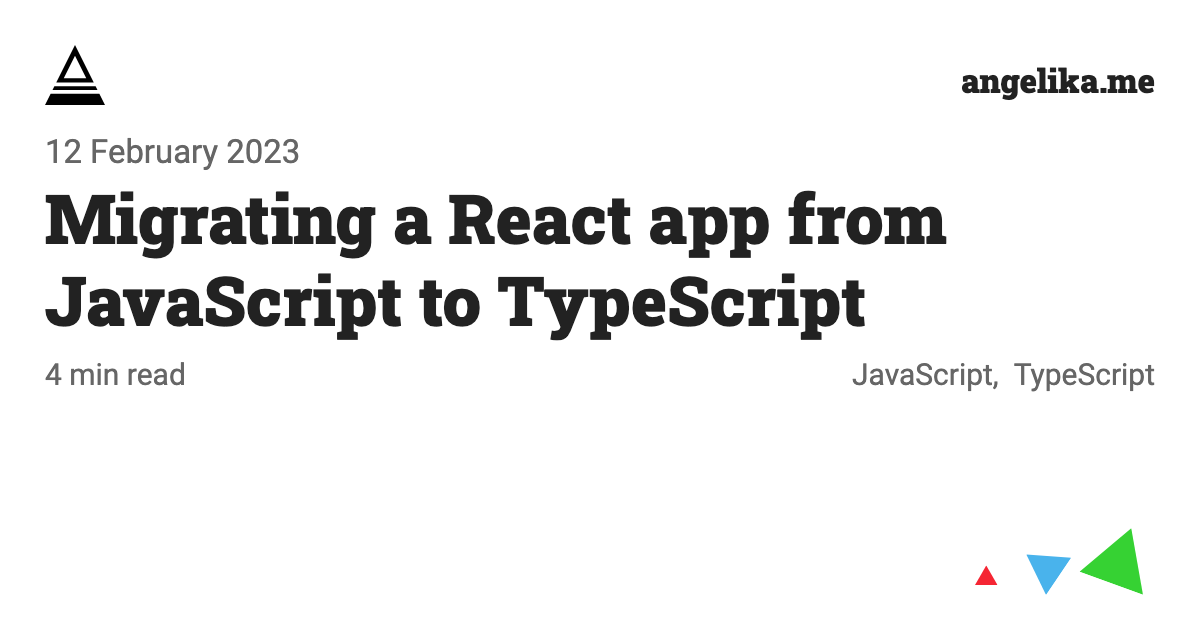 angelika.me
12 February 2023
Migrating a React app from
JavaScript to TypeScript
4 min read
JavaScript, TypeScript